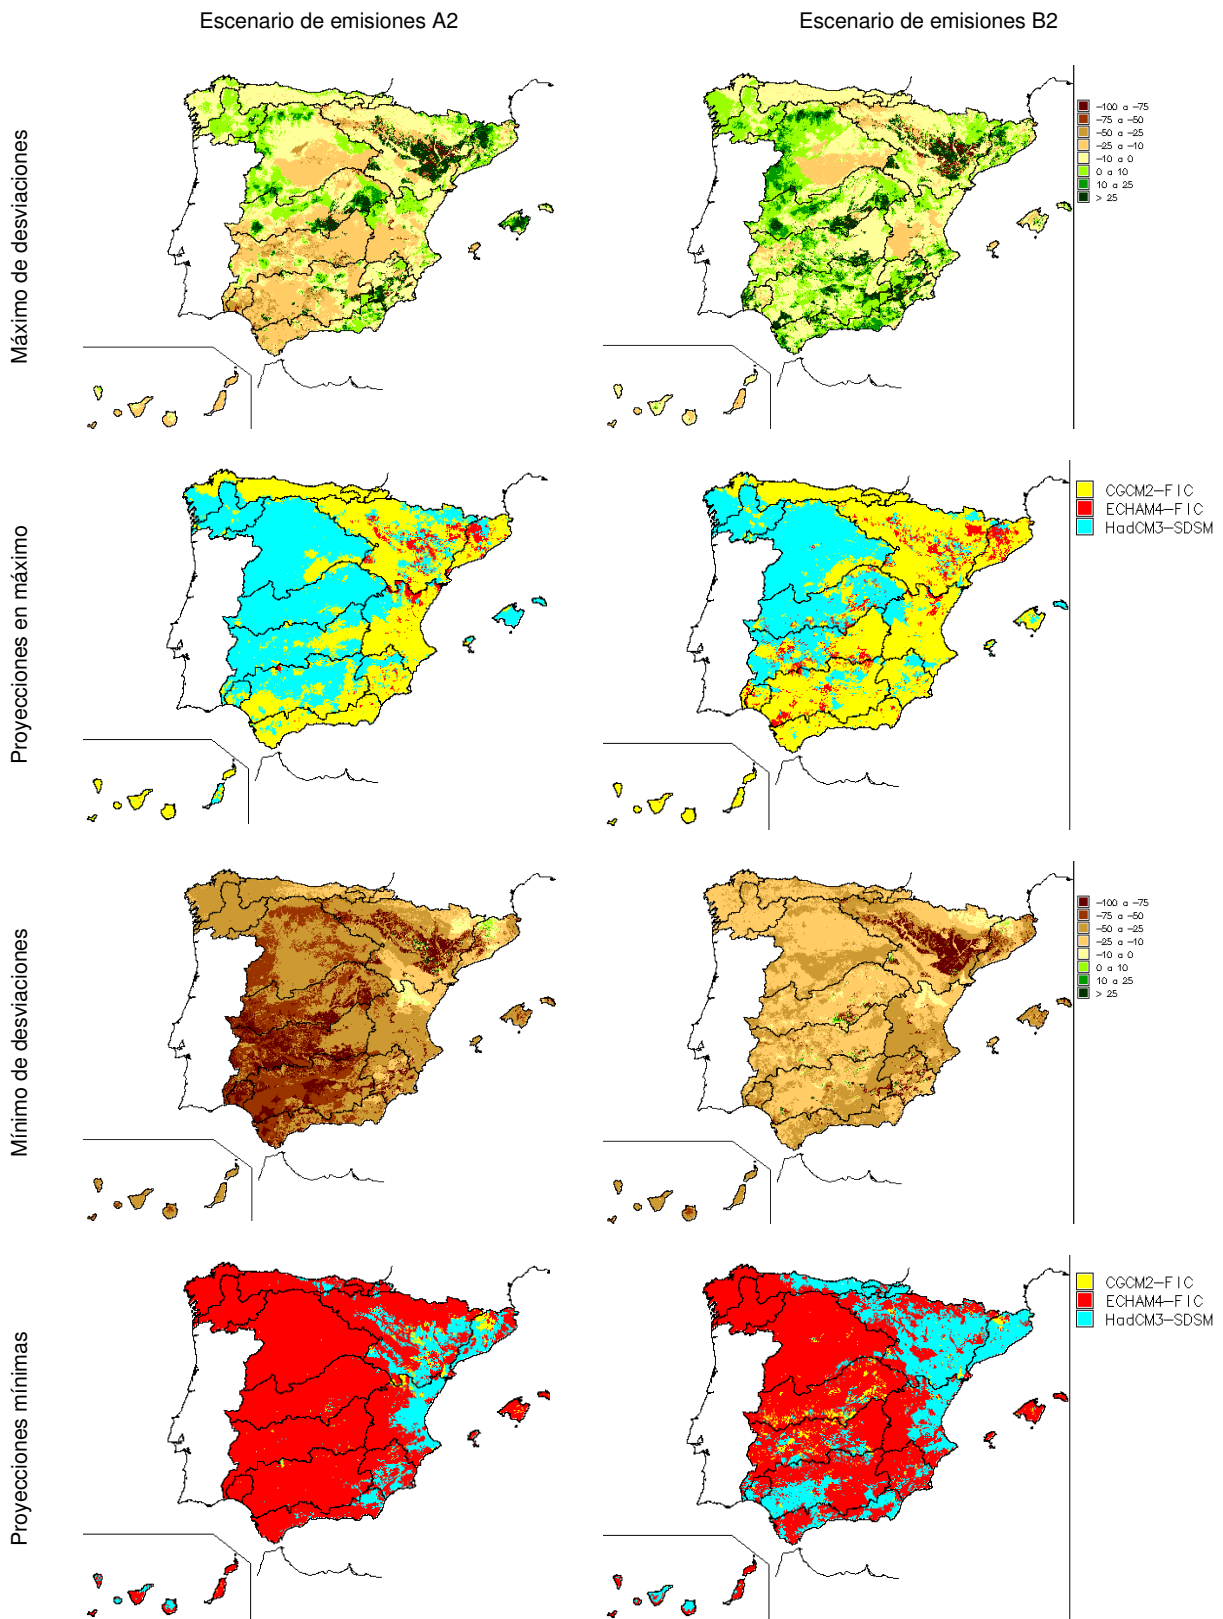 Escenario de emisiones A2
Escenario de emisiones B2
Máximo de desviaciones
-100 a -75
-75 a -50
-50 a -25
-25 a -10
-10 a 0
0 a 10
10 a 25
> 25
Proyecciones en máximo
CGCM2-FIC
ECHAM4-FIC
HadCM3-SDSM
Mínimo de desviaciones
-100 a -75
-75 a -50
-50 a -25
-25 a -10
-10 a 0
0 a 10
10 a 25
> 25
Proyecciones mínimas
CGCM2-FIC
ECHAM4-FIC
HadCM3-SDSM